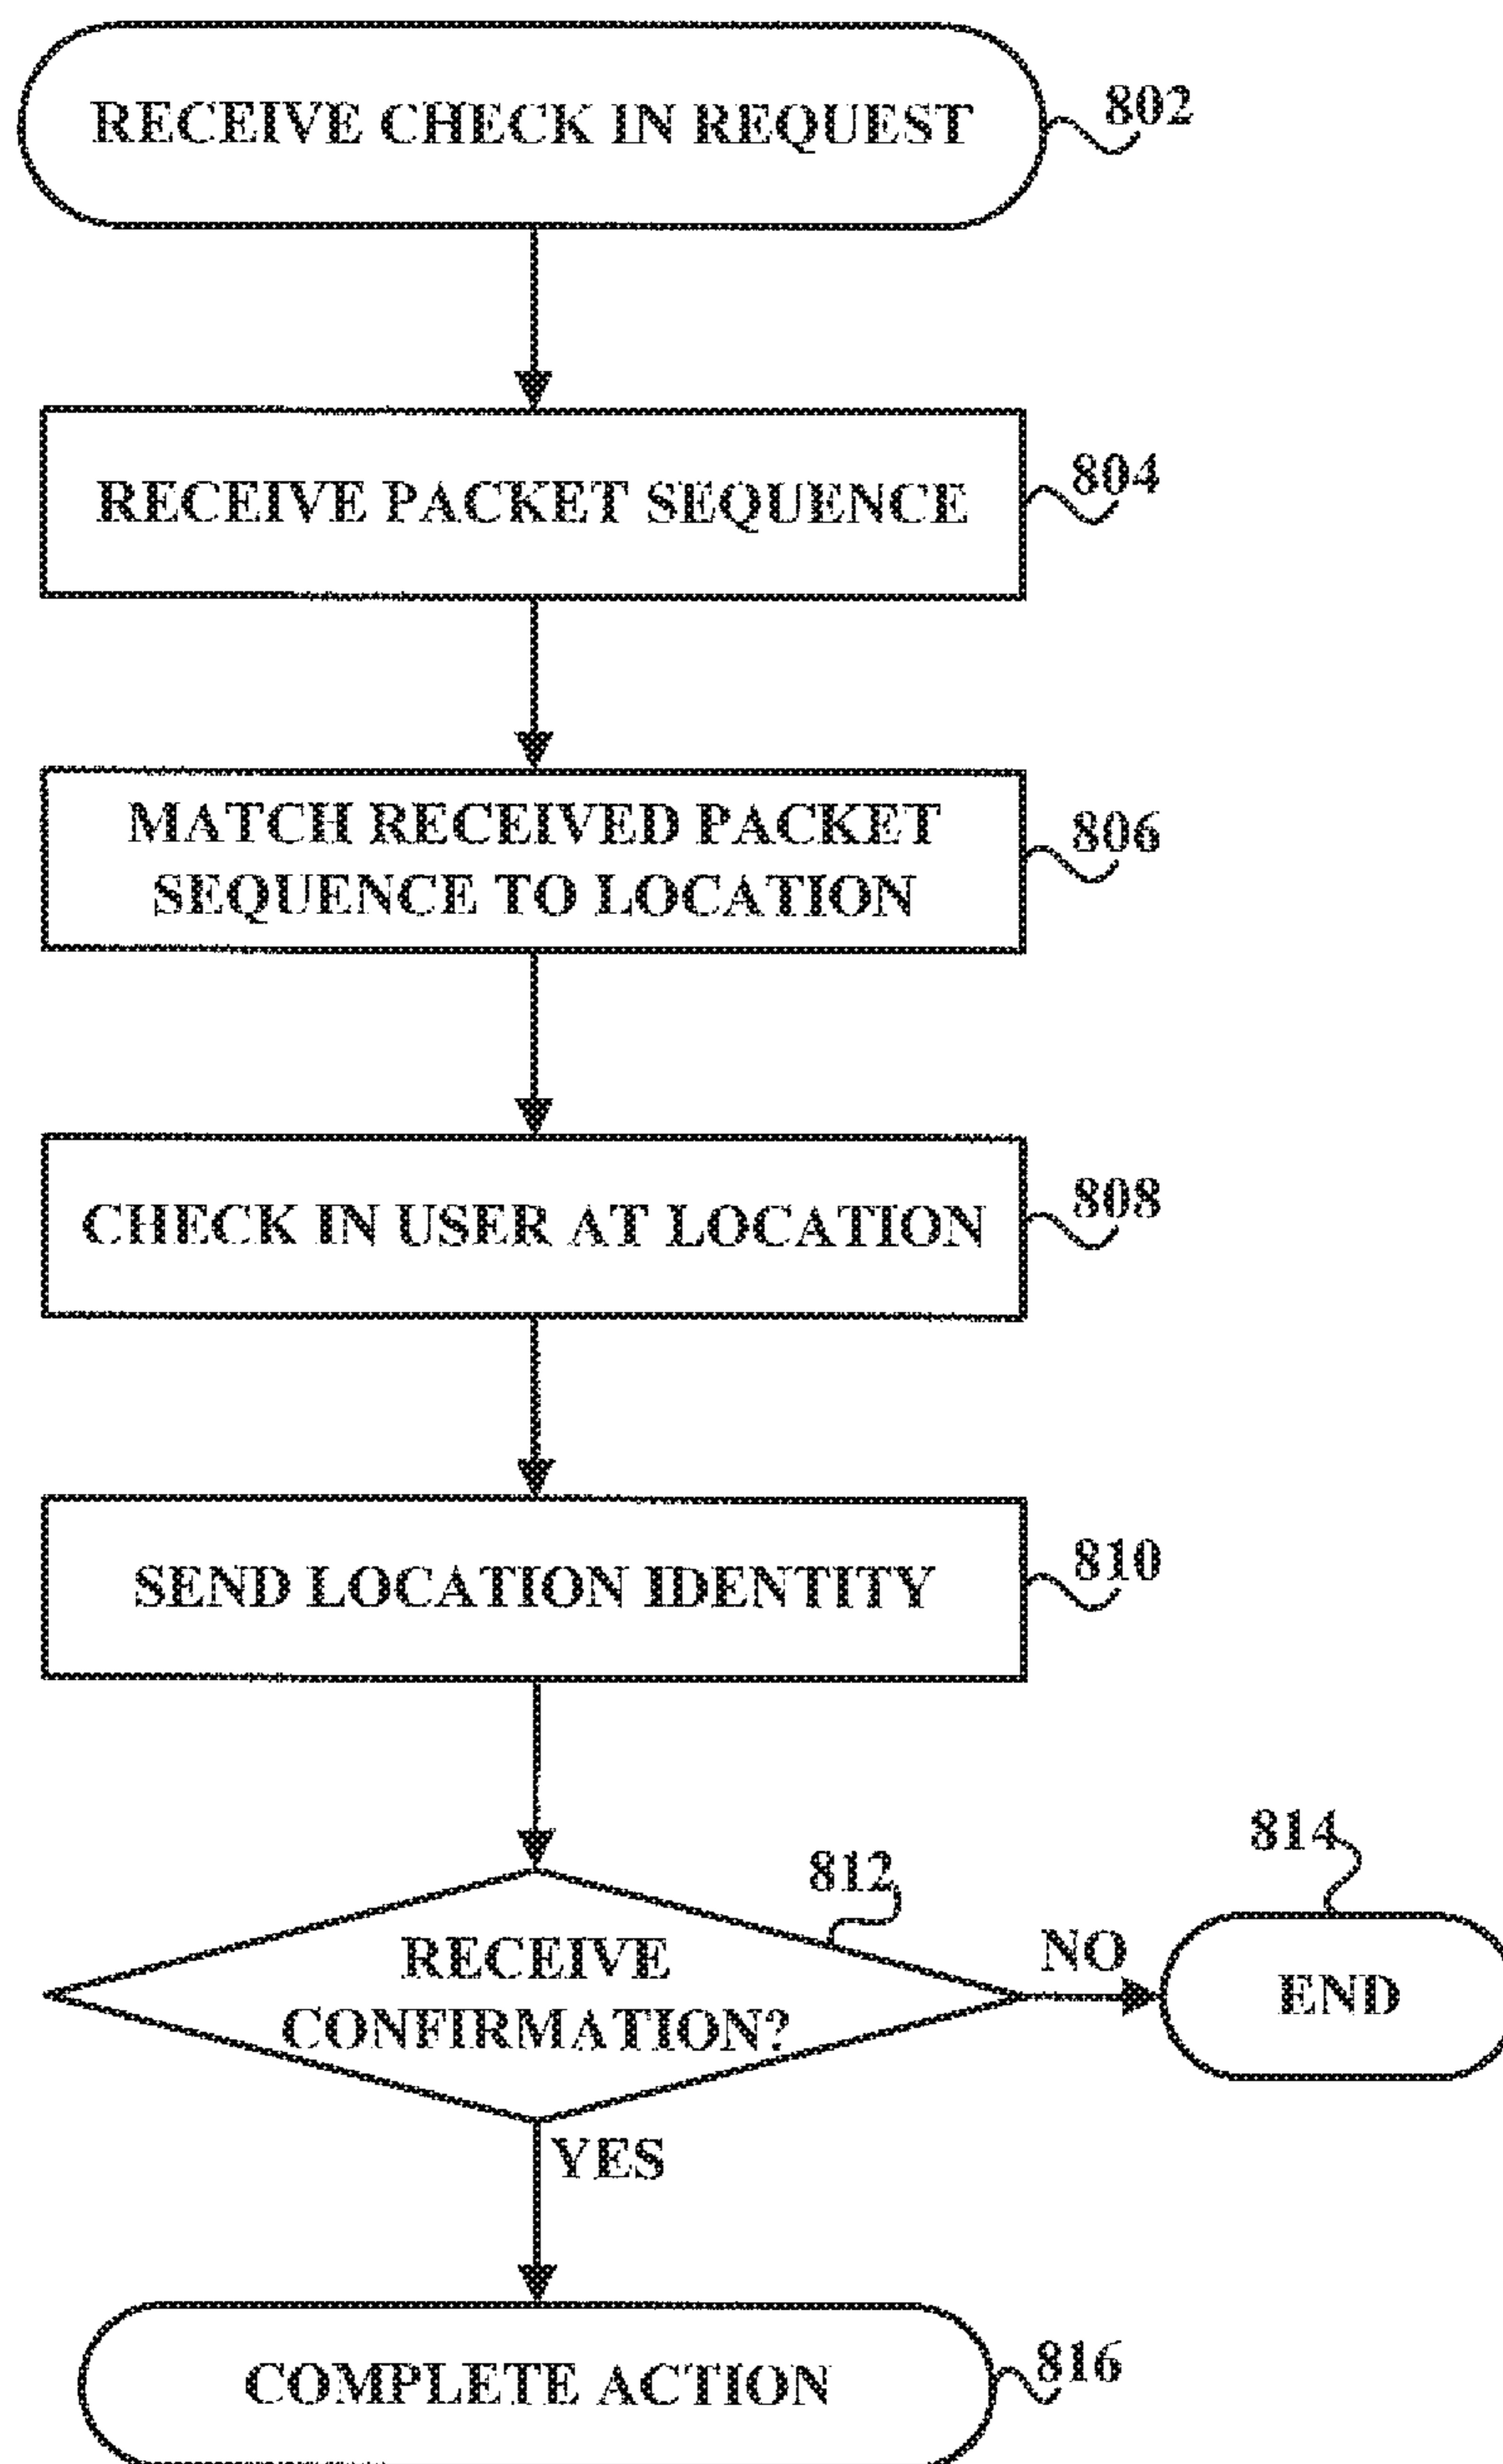 RECEIVE CHECK IN REQUEST
802
RECEIVE PACKET SEQUENCE
804
MATCH RECEIVED PACKET
SEQUENCE TO LOCATION
806
CHECK IN USER AT LOCATION
808
SEND LOCATION IDENTITY
810
RECEIVE
CONFIRMATION?
812
NO
END
814
YES
COMPLETE ACTION
816